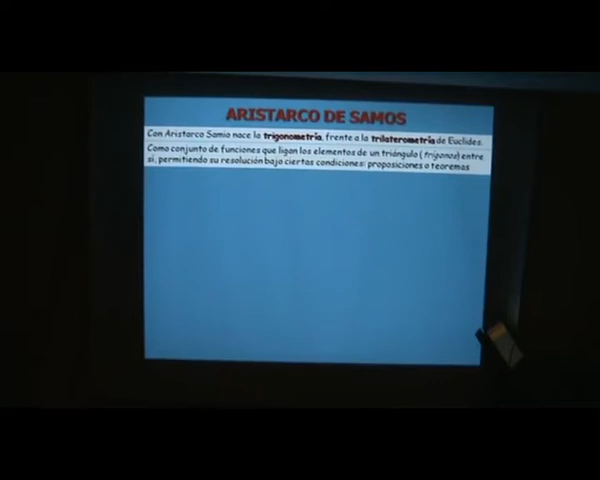 ARISTARCO DE SAMOS
Con Aristarco Samio nace la trigonometría, frente a la trilaterometría de Euclides.
Como conjunto de funciones que ligan los elementos de un triángulo ( trigonos) entre
si, permitiendo su resolución bajo ciertas condiciones: proposiciones o teoremas